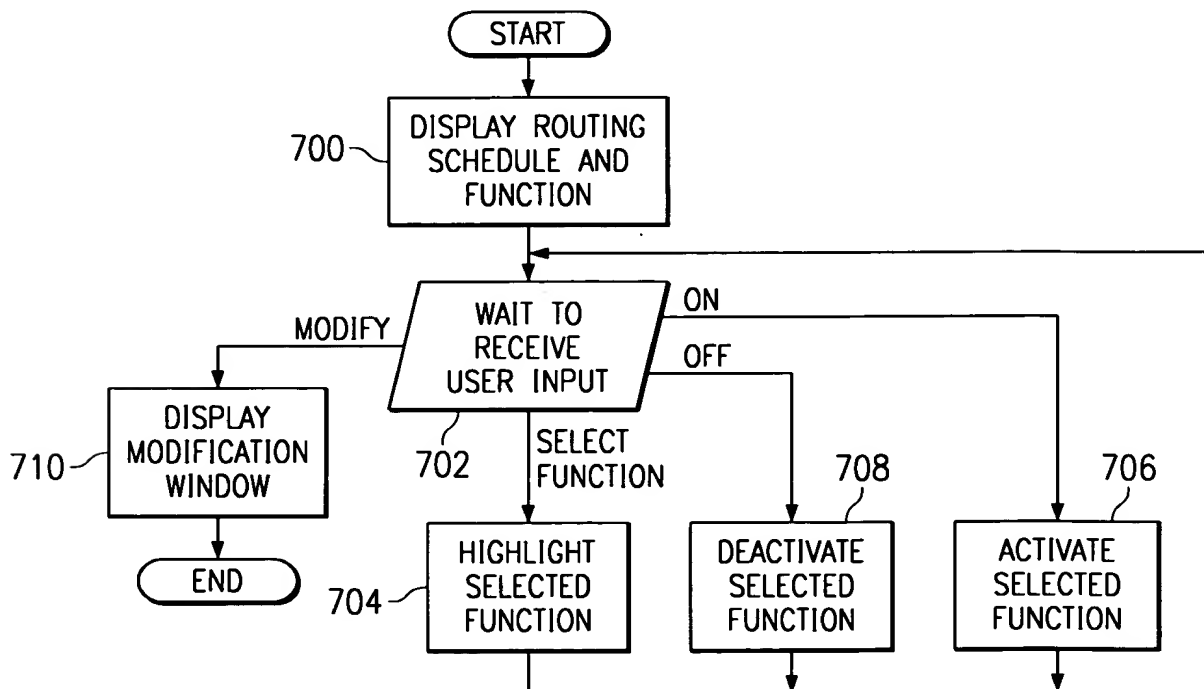 START
700
DISPLAY ROUTING
SCHEDULE AND
FUNCTION
WAIT TO
RECEIVE
USER INPUT
702
MODIFY
ON
OFF
SELECT
FUNCTION
710
DISPLAY
MODIFICATION
WINDOW
END
704
HIGHLIGHT
SELECTED
FUNCTION
708
DEACTIVATE
SELECTED
FUNCTION
706
ACTIVATE
SELECTED
FUNCTION